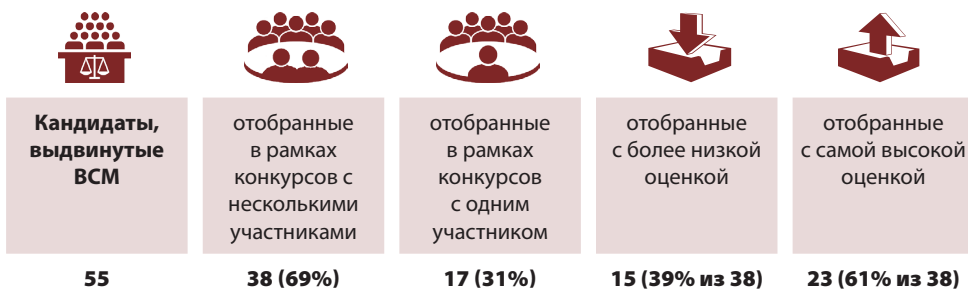 Кандидаты,
выдвинутые
ВСМ
55
отобранные
в рамках
конкурсов с
несколькими
участниками
38 (69%)
отобранные
в рамках
конкурсов
с одним
участником
17 (31%)
отобранные
с более низкой
оценкой
15 (39% из 38)
отобранные
с самой высокой
оценкой
23 (61% из 38)